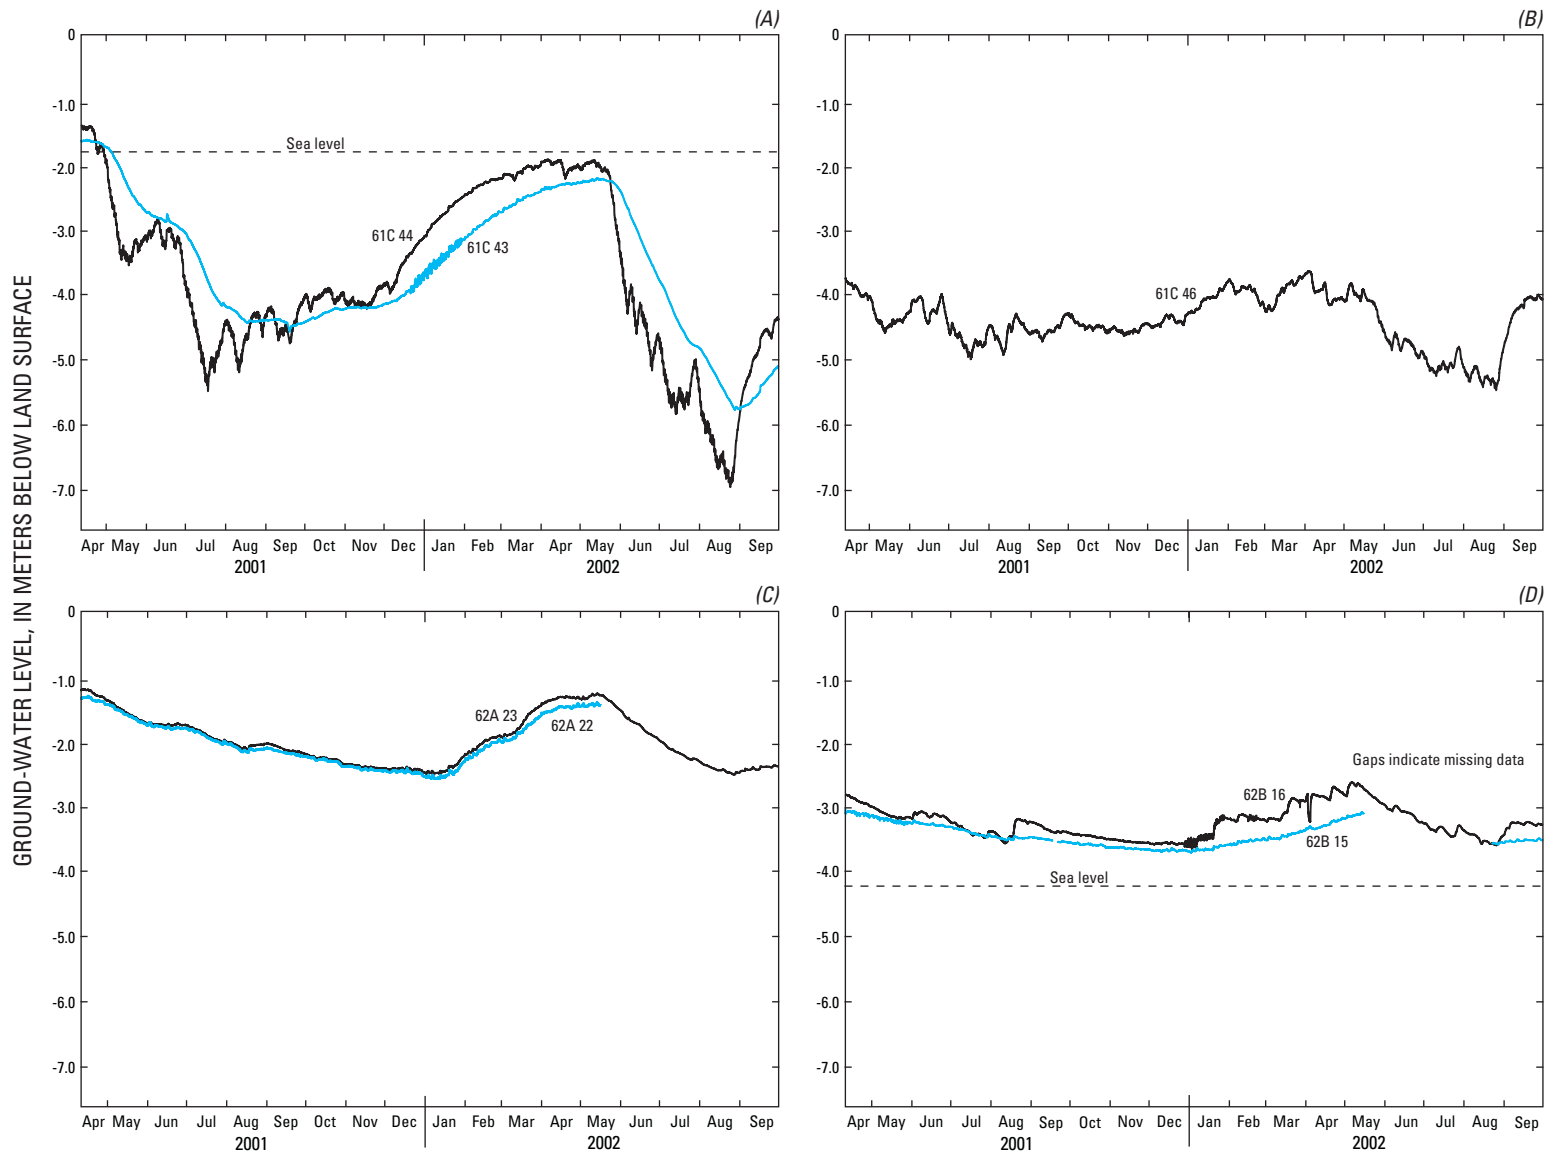 GROUND-WATER LEVEL, IN METERS BELOW LAND SURFACE
(A)
0
-1.0
-2.0
-3.0
-4.0
-5.0
-6.0
-7.0
Sea level
61C 44
61C 43
Apr May Jun Jul Aug Sep Oct Nov Dec Jan Feb Mar Apr May Jun Jul Aug Sep
2001 2002
(B)
0
-1.0
-2.0
-3.0
-4.0
-5.0
-6.0
-7.0
61C 46
Apr May Jun Jul Aug Sep Oct Nov Dec Jan Feb Mar Apr May Jun Jul Aug Sep
2001 2002
(C)
0
-1.0
-2.0
-3.0
-4.0
-5.0
-6.0
-7.0
62A 23
62A 22
Apr May Jun Jul Aug Sep Oct Nov Dec Jan Feb Mar Apr May Jun Jul Aug Sep
2001 2002
(D)
0
-1.0
-2.0
-3.0
-4.0
-5.0
-6.0
-7.0
Gaps indicate missing data
62B 16
62B 15
Sea level
Apr May Jun Jul Aug Sep Oct Nov Dec Jan Feb Mar Apr May Jun Jul Aug Sep
2001 2002